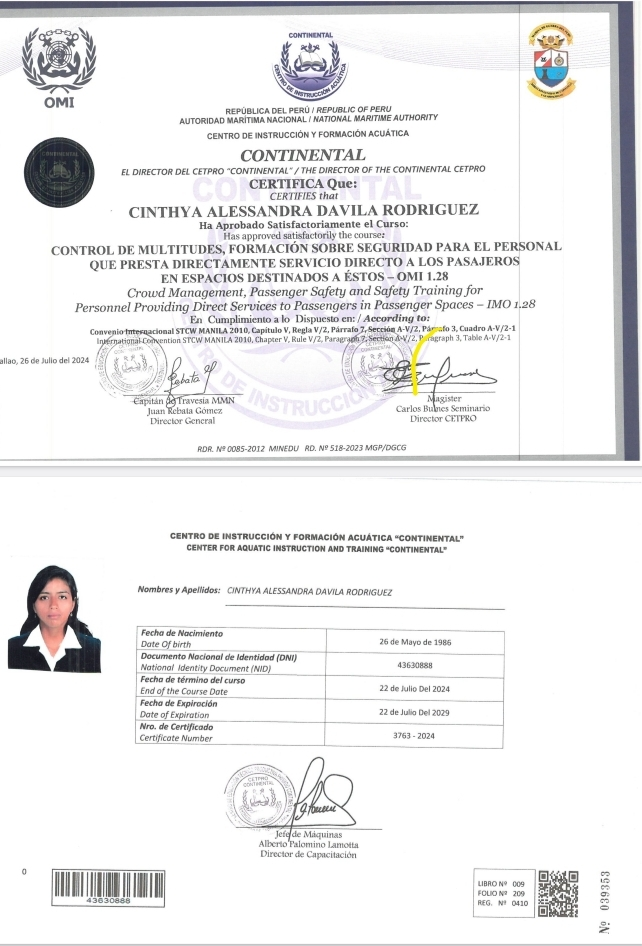 OMI
CONTINENTAL
CENTRO DE INSTRUCCIÓN ACUÁTICA
REPÚBLICA DEL PERÚ / REPUBLIC OF PERU
AUTORIDAD MARÍTIMA NACIONAL / NATIONAL MARITIME AUTHORITY
CENTRO DE INSTRUCCIÓN Y FORMACIÓN ACUÁTICA
CONTINENTAL
CONTINENTAL
EL DIRECTOR DEL CETPRO "CONTINENTAL" / THE DIRECTOR OF THE CONTINENTAL CETPRO
CERTIFICA Que:
CERTIFIES that
CINTHYA ALESSANDRA DAVILA RODRIGUEZ
Ha Aprobado Satisfactoriamente el Curso:
Has approved satisfactorily the course:
CONTROL DE MULTITUDES, FORMACIÓN SOBRE SEGURIDAD PARA EL PERSONAL
QUE PRESTA DIRECTAMENTE SERVICIO DIRECTO A LOS PASAJEROS
EN ESPACIOS DESTINADOS A ÉSTOS – OMI 1.28
Crowd Management, Passenger Safety and Safety Training for
Personnel Providing Direct Services to Passengers in Passenger Spaces – IMO 1.28
En Cumplimiento a lo Dispuesto en: / According to:
Convenio Internacional STCW MANILA 2010, Capítulo V, Regla V/2, Párrafo 7, Sección A-V/2, Párrafo 3, Cuadro A-V/2-1
International Convention STCW MANILA 2010, Chapter V, Rule V/2, Paragraph 7, Section A-V/2, Paragraph 3, Table A-V/2-1
allao, 26 de Julio del 2024
Capitán de Travesía MMN
Juan Rebata Gómez
Director General
Magister
Carlos Bulnes Seminario
Director CETPRO
RDR. Nº 0085-2012 MINEDU RD. Nº 518-2023 MGP/DGCG
CENTRO DE INSTRUCCIÓN Y FORMACIÓN ACUÁTICA "CONTINENTAL"
CENTER FOR AQUATIC INSTRUCTION AND TRAINING "CONTINENTAL"
Nombres y Apellidos: CINTHYA ALESSANDRA DAVILA RODRIGUEZ
Fecha de Nacimiento
Date Of birth
26 de Mayo de 1986
Documento Nacional de Identidad (DNI)
National Identity Document (NID)
43630888
Fecha de término del curso
End of the Course Date
22 de Julio Del 2024
Fecha de Expiración
Date of Expiration
22 de Julio Del 2029
Nro. de Certificado
Certificate Number
3763 - 2024
CETPRO
CONTINENTAL
Jefe de Máquinas
Alberto Palomino Lamotta
Director de Capacitación
0
43630888
LIBRO Nº 009
FOLIO Nº 209
REG. Nº 0410
Nº 039353